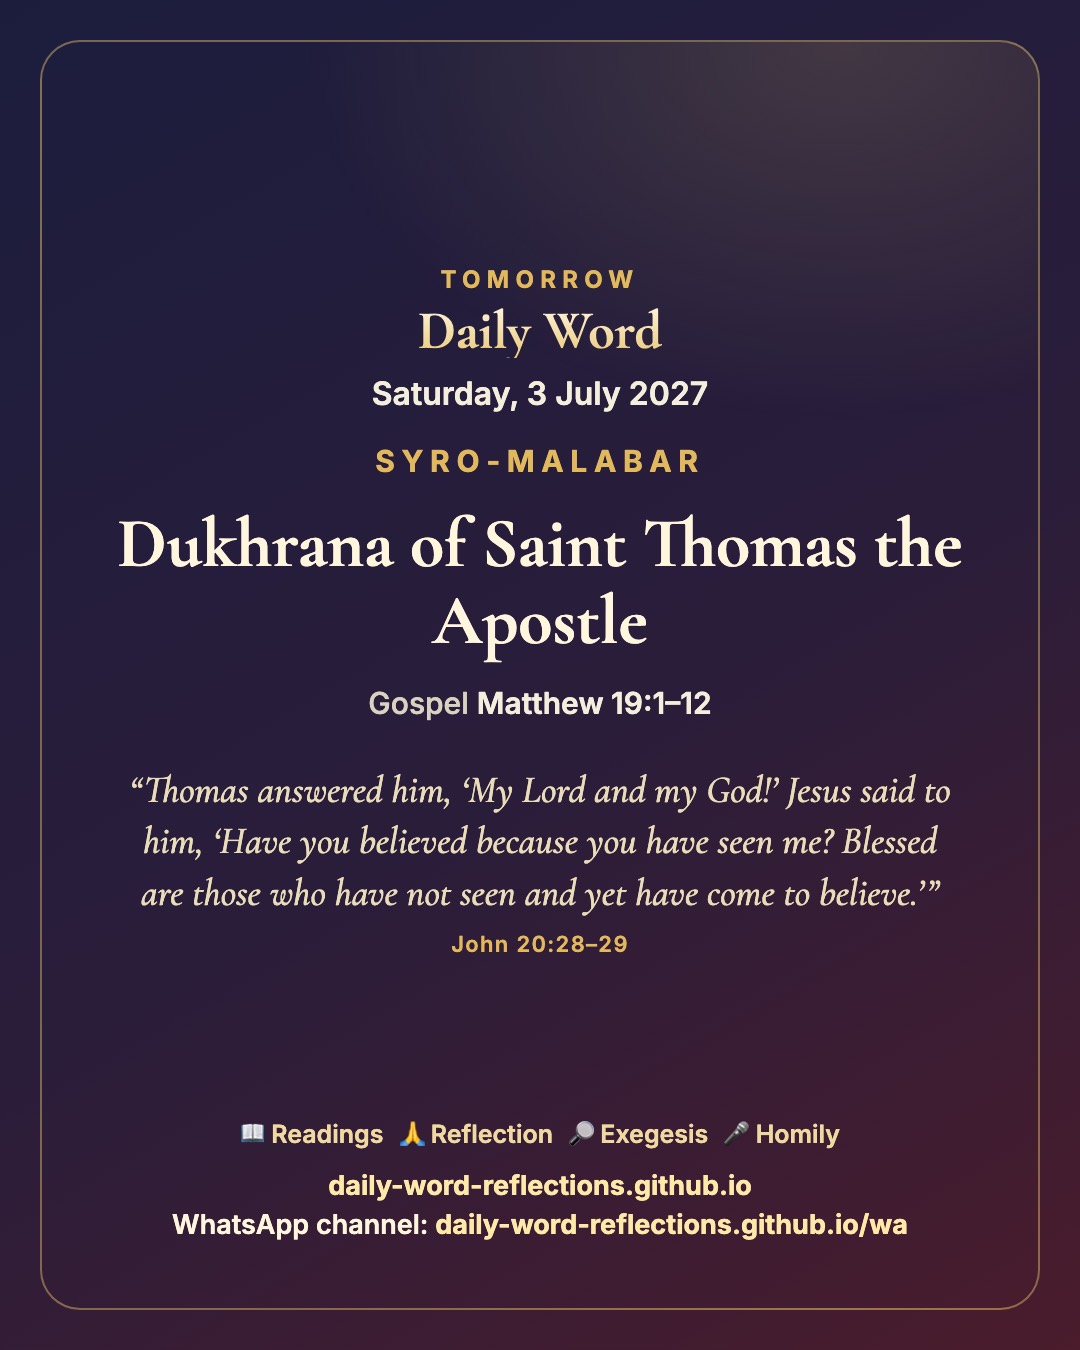 TOMORROW
Daily Word
Saturday, 3 July 2027
SYRO-MALABAR
Dukhrana of Saint Thomas the
Apostle
Gospel Matthew 19:1–12
“Thomas answered him, ‘My Lord and my God!’ Jesus said to
him, ‘Have you believed because you have seen me? Blessed
are those who have not seen and yet have come to believe.’”
John 20:28–29
📖 Readings 🙏 Reflection 🔎 Exegesis 🎤 Homily
daily-word-reflections.github.io
WhatsApp channel: daily-word-reflections.github.io/wa